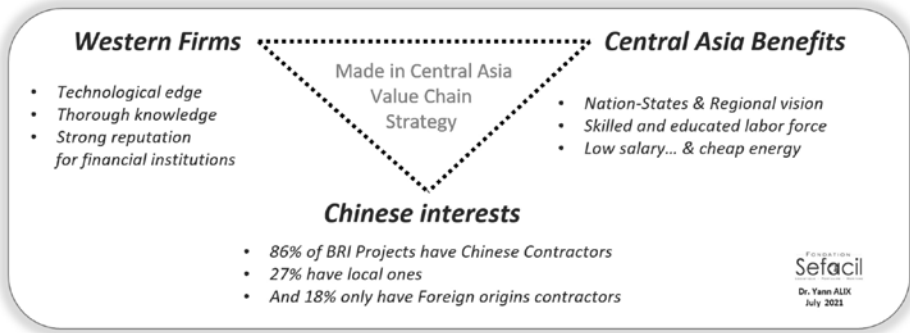 Western Firms
Central Asia Benefits
Made in Central Asia
Value Chain
Strategy
• Technological edge
• Thorough knowledge
• Strong reputation
for financial institutions
• Nation-States & Regional vision
• Skilled and educated labor force
• Low salary... & cheap energy
Chinese interests
• 86% of BRI Projects have Chinese Contractors
• 27% have local ones
• And 18% only have Foreign origins contractors
FONDATION
Sefacil
Dr. Yann ALIX
July 2021